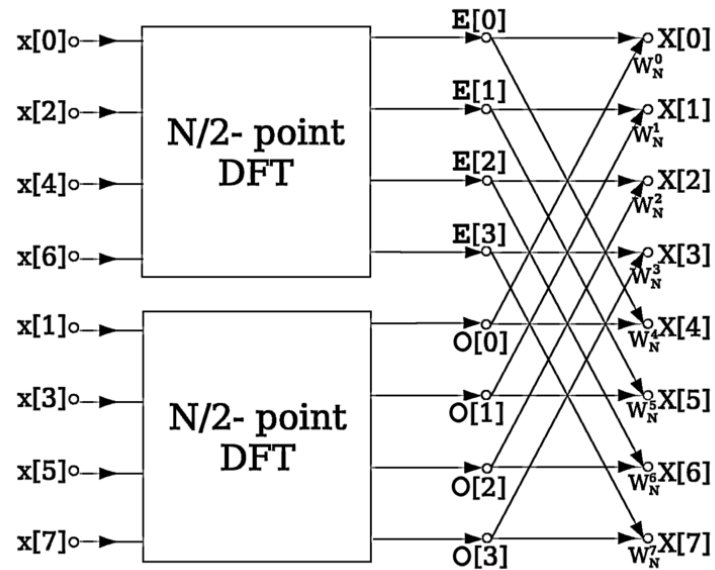 x[0]
x[2]
x[4]
x[6]
N/2- point
DFT
x[1]
x[3]
x[5]
x[7]
N/2- point
DFT
E[0]
E[1]
E[2]
E[3]
O[0]
O[1]
O[2]
O[3]
X[0]
W_N^0
X[1]
W_N^1
X[2]
W_N^2
X[3]
W_N^3
X[4]
W_N^4
X[5]
W_N^5
X[6]
W_N^6
X[7]
W_N^7